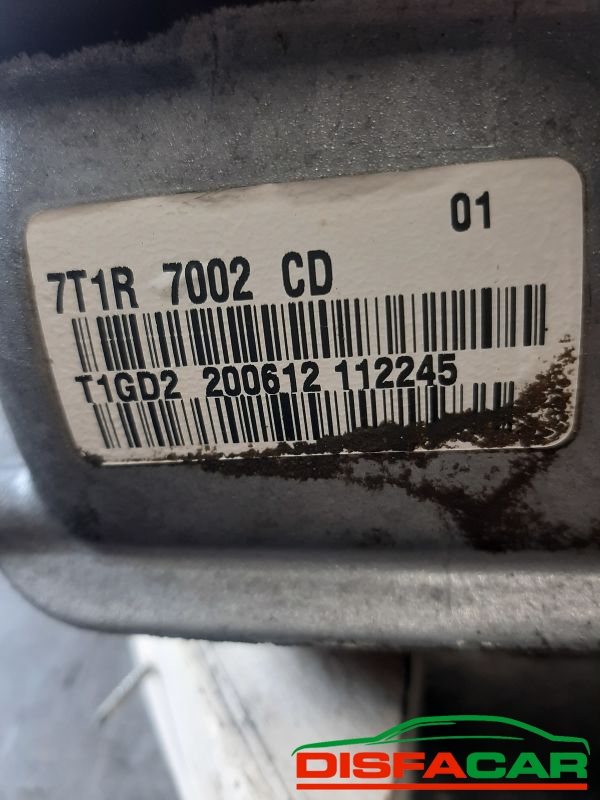 01
7T1R 7002 CD
T1GD2 200612 112245
DISFACAR